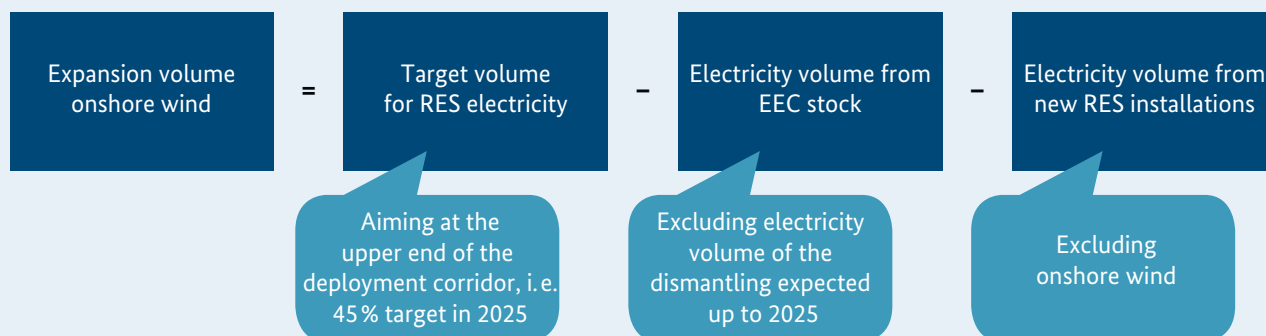 Expansion volume
onshore wind
=
Target volume
for RES electricity
–
Electricity volume from
EEC stock
–
Electricity volume from
new RES installations
Aiming at the
upper end of the
deployment corridor, i. e.
45 % target in 2025
Excluding electricity
volume of the
dismantling expected
up to 2025
Excluding
onshore wind